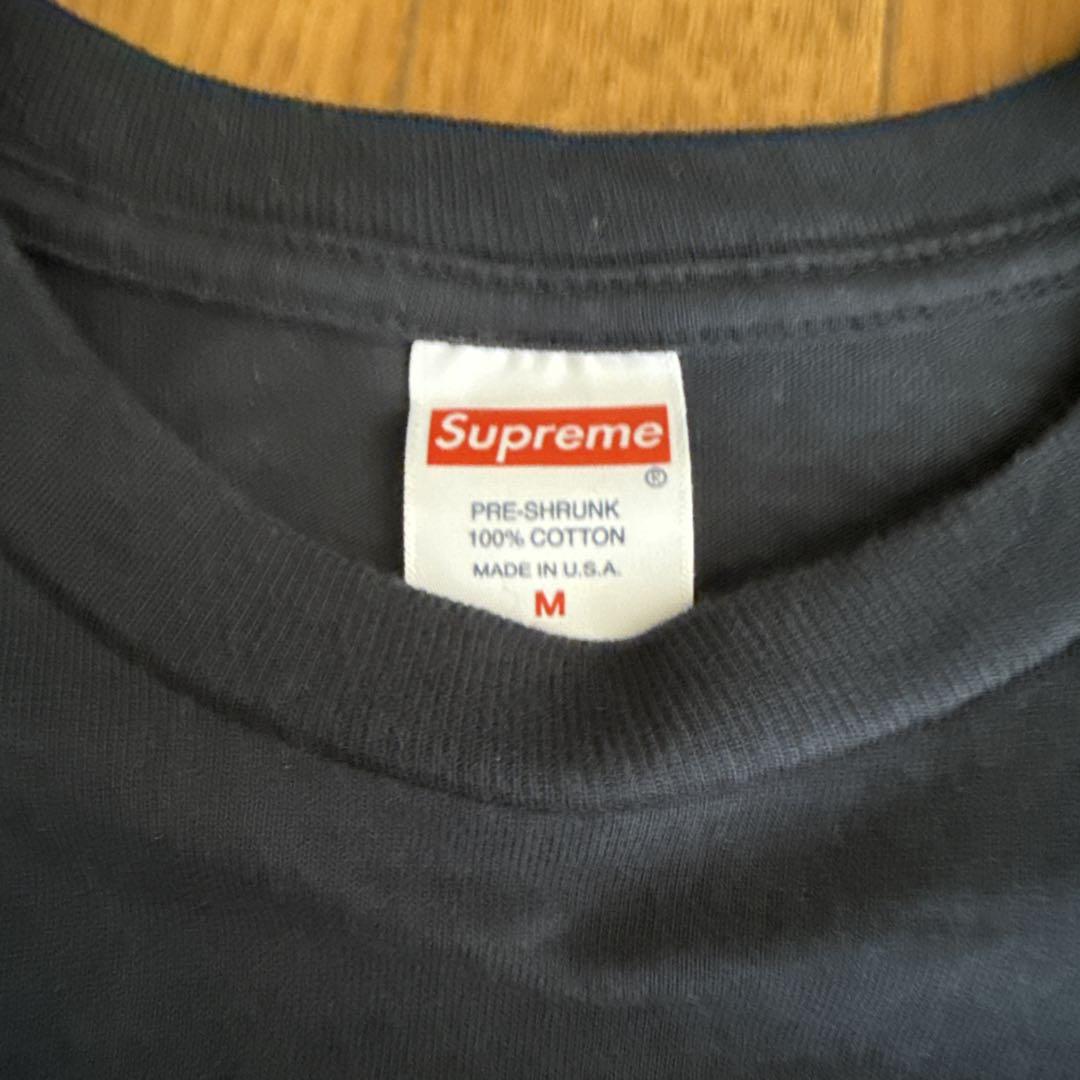 Supreme
®
PRE-SHRUNK
100% COTTON
MADE IN U.S.A.
M